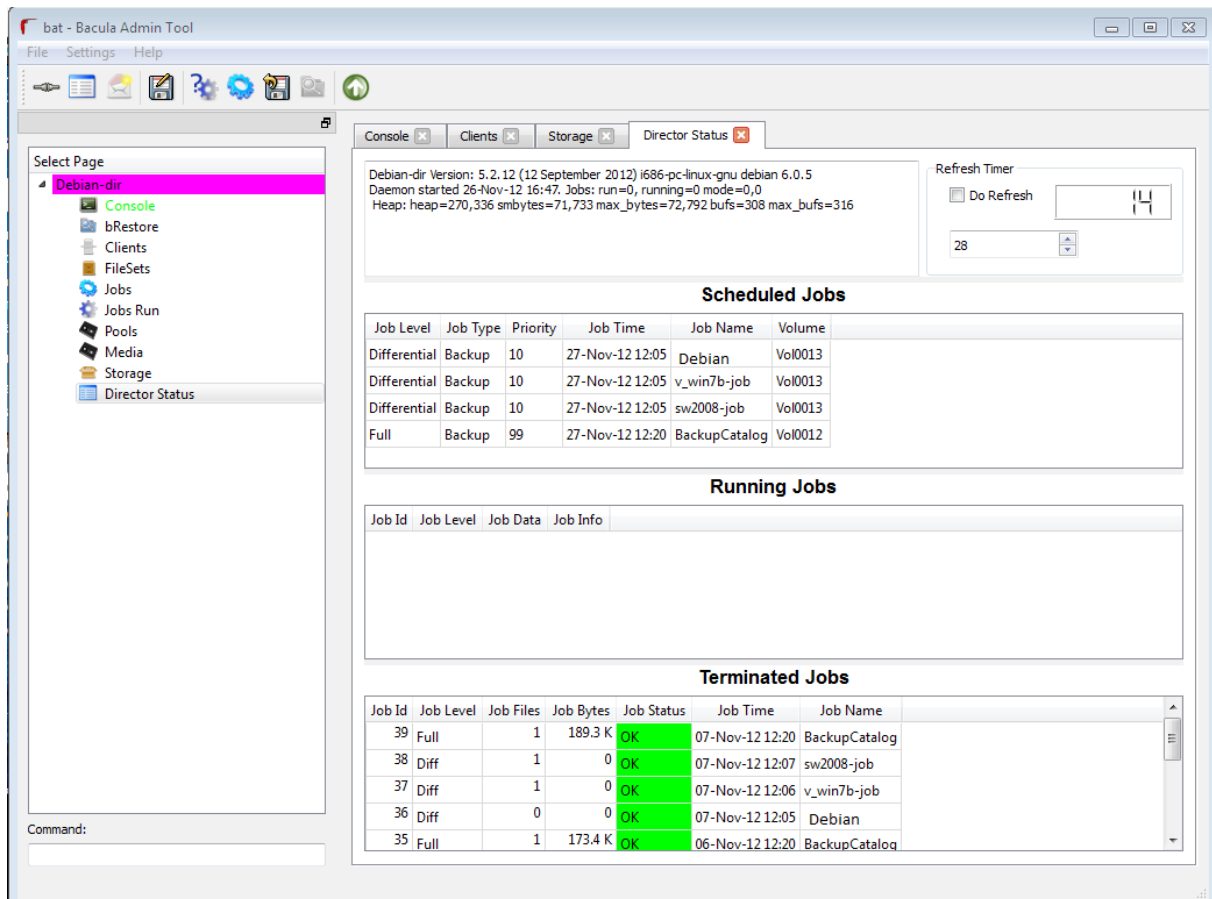 bat - Bacula Admin Tool
File Settings Help
Select Page
Debian-dir
Console
bRestore
Clients
FileSets
Jobs
Jobs Run
Pools
Media
Storage
Director Status
Command:
Console Clients Storage Director Status
Debian-dir Version: 5.2.12 (12 September 2012) i686-pc-linux-gnu debian 6.0.5
Daemon started 26-Nov-12 16:47. Jobs: run=0, running=0 mode=0,0
Heap: heap=270,336 smbytes=71,733 max_bytes=72,792 bufs=308 max_bufs=316
Refresh Timer
Do Refresh 14
28
Scheduled Jobs
Job Level Job Type Priority Job Time Job Name Volume
Differential Backup 10 27-Nov-12 12:05 Debian Vol0013
Differential Backup 10 27-Nov-12 12:05 v_win7b-job Vol0013
Differential Backup 10 27-Nov-12 12:05 sw2008-job Vol0013
Full Backup 99 27-Nov-12 12:20 BackupCatalog Vol0012
Running Jobs
Job Id Job Level Job Data Job Info
Terminated Jobs
Job Id Job Level Job Files Job Bytes Job Status Job Time Job Name
39 Full 1 189.3 K OK 07-Nov-12 12:20 BackupCatalog
38 Diff 1 0 OK 07-Nov-12 12:07 sw2008-job
37 Diff 1 0 OK 07-Nov-12 12:06 v_win7b-job
36 Diff 0 0 OK 07-Nov-12 12:05 Debian
35 Full 1 173.4 K OK 06-Nov-12 12:20 BackupCatalog